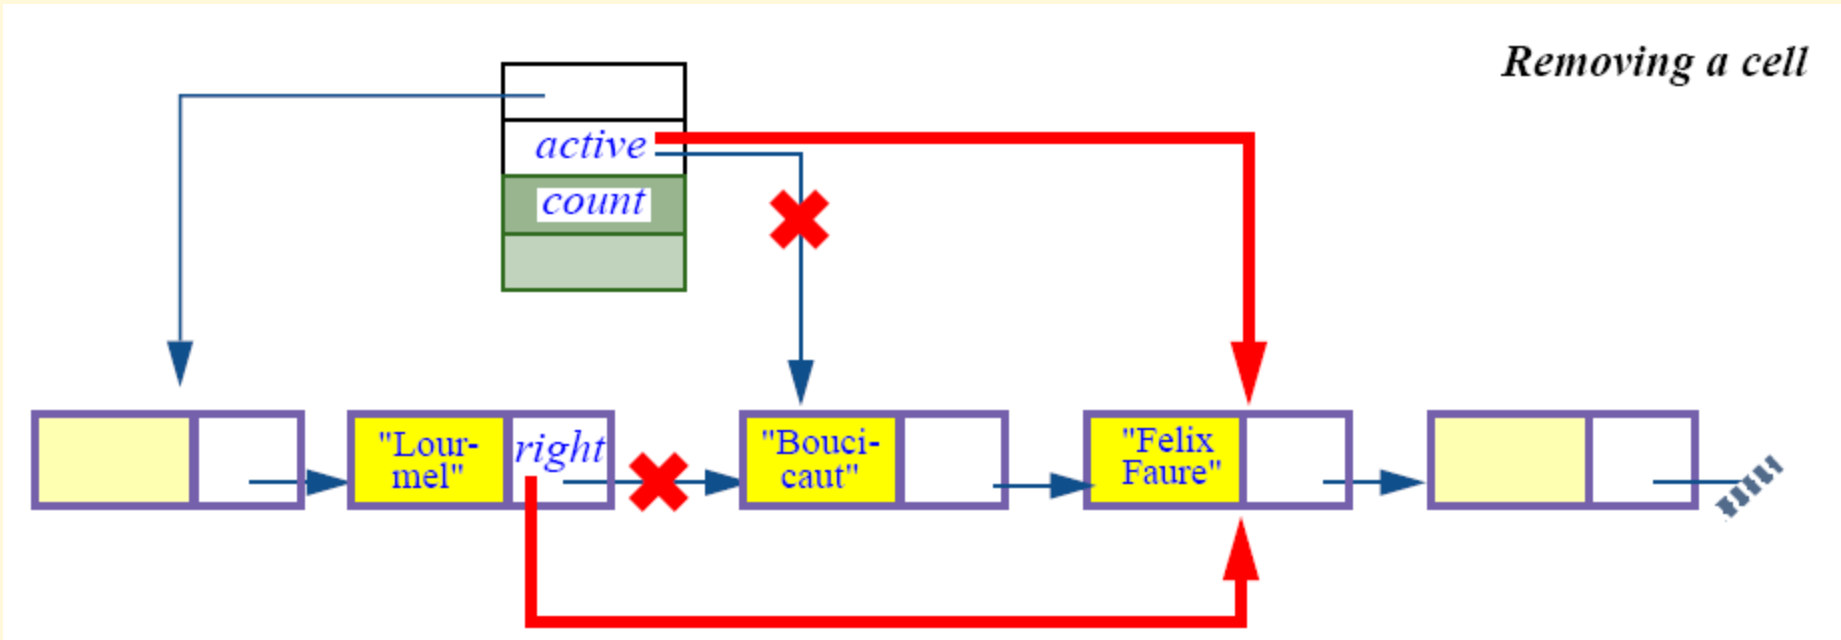 Removing a cell
active
count
"Lour-
mel"
right
"Bouci-
caut"
"Felix
Faure"